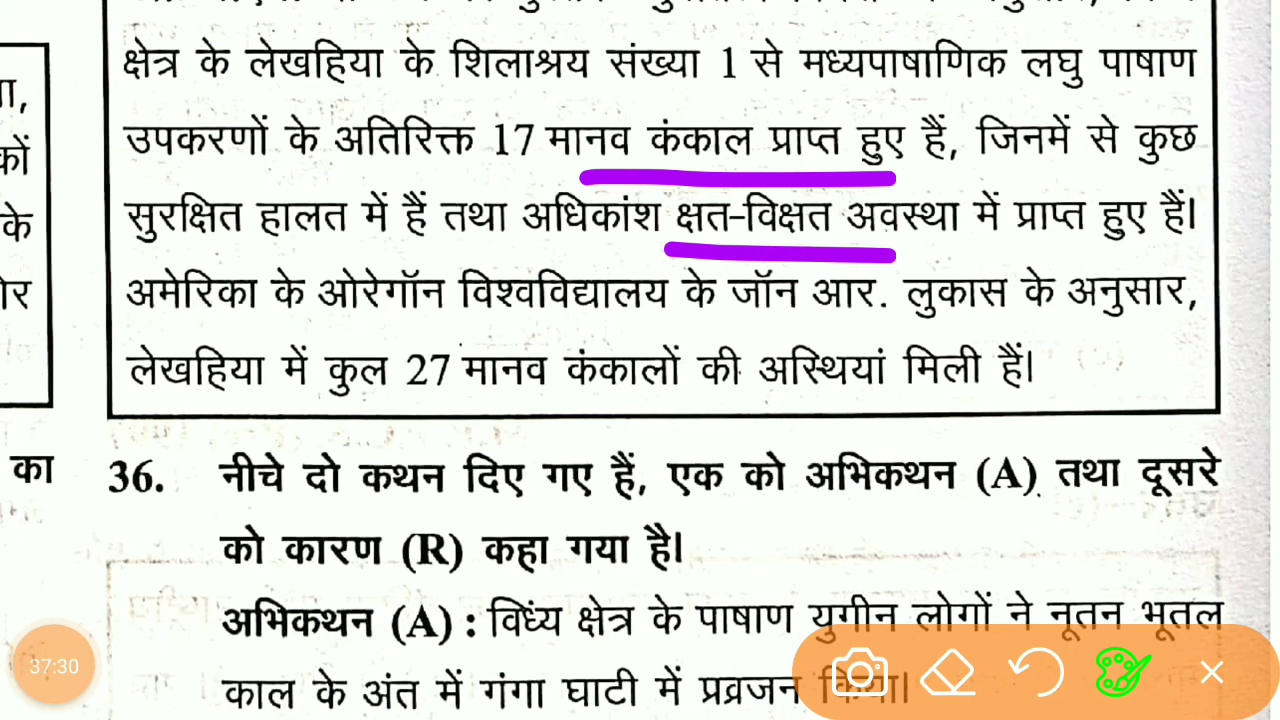 क्षेत्र के लेखहिया के शिलाश्रय संख्या 1 से मध्यपाषाणिक लघु पाषाण
उपकरणों के अतिरिक्त 17 मानव कंकाल प्राप्त हुए हैं, जिनमें से कुछ
सुरक्षित हालत में हैं तथा अधिकांश क्षत-विक्षत अवस्था में प्राप्त हुए हैं।
अमेरिका के ओरेगॉन विश्वविद्यालय के जॉन आर. लुकास के अनुसार,
लेखहिया में कुल 27 मानव कंकालों की अस्थियां मिली हैं।
के
का
36. नीचे दो कथन दिए गए हैं, एक को अभिकथन (A) तथा दूसरे
को कारण (R) कहा गया है।
अभिकथन (A) : विंध्य क्षेत्र के पाषाण युगीन लोगों ने नूतन भूतल
काल के अंत में गंगा घाटी में प्रव्रजन किया।
37:30